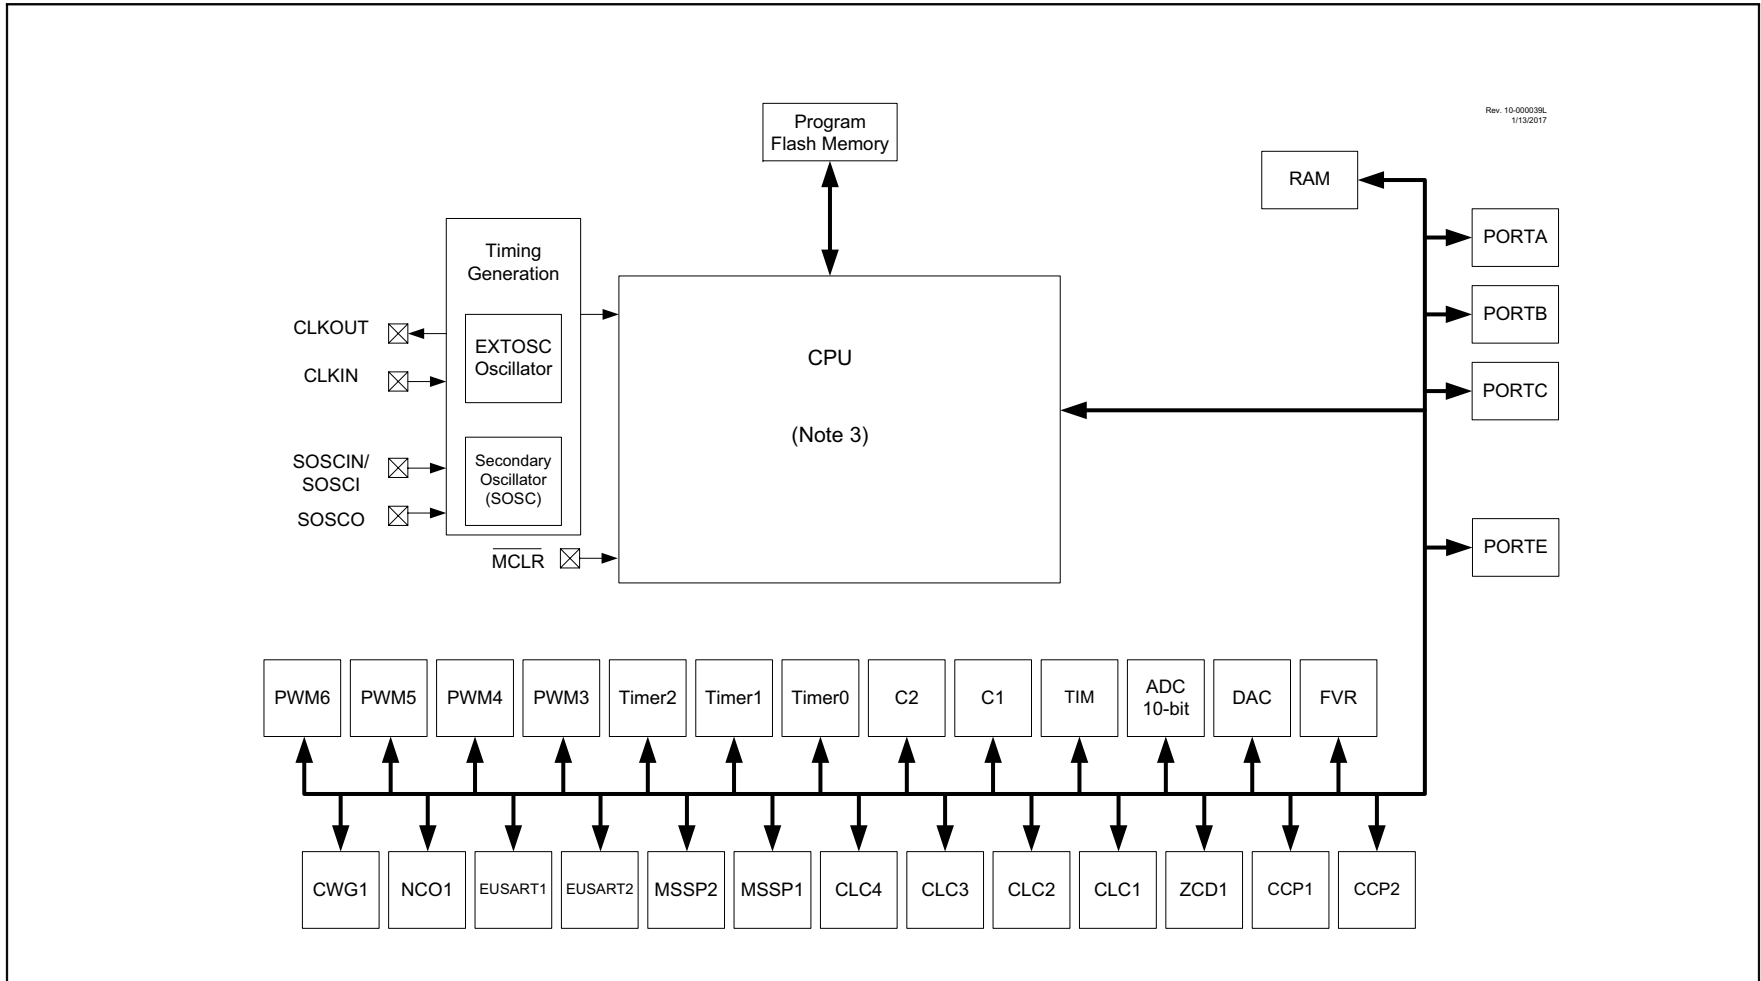 Rev. 10-000039L
1/13/2017
Program
Flash Memory
RAM
PORTA
PORTB
PORTC
PORTE
Timing
Generation
EXTOSC
Oscillator
Secondary
Oscillator
(SOSC)
CLKOUT
CLKIN
SOSCIN/
SOSCI
SOSCO
MCLR
CPU
(Note 3)
PWM6
PWM5
PWM4
PWM3
Timer2
Timer1
Timer0
C2
C1
TIM
ADC
10-bit
DAC
FVR
CWG1
NCO1
EUSART1
EUSART2
MSSP2
MSSP1
CLC4
CLC3
CLC2
CLC1
ZCD1
CCP1
CCP2